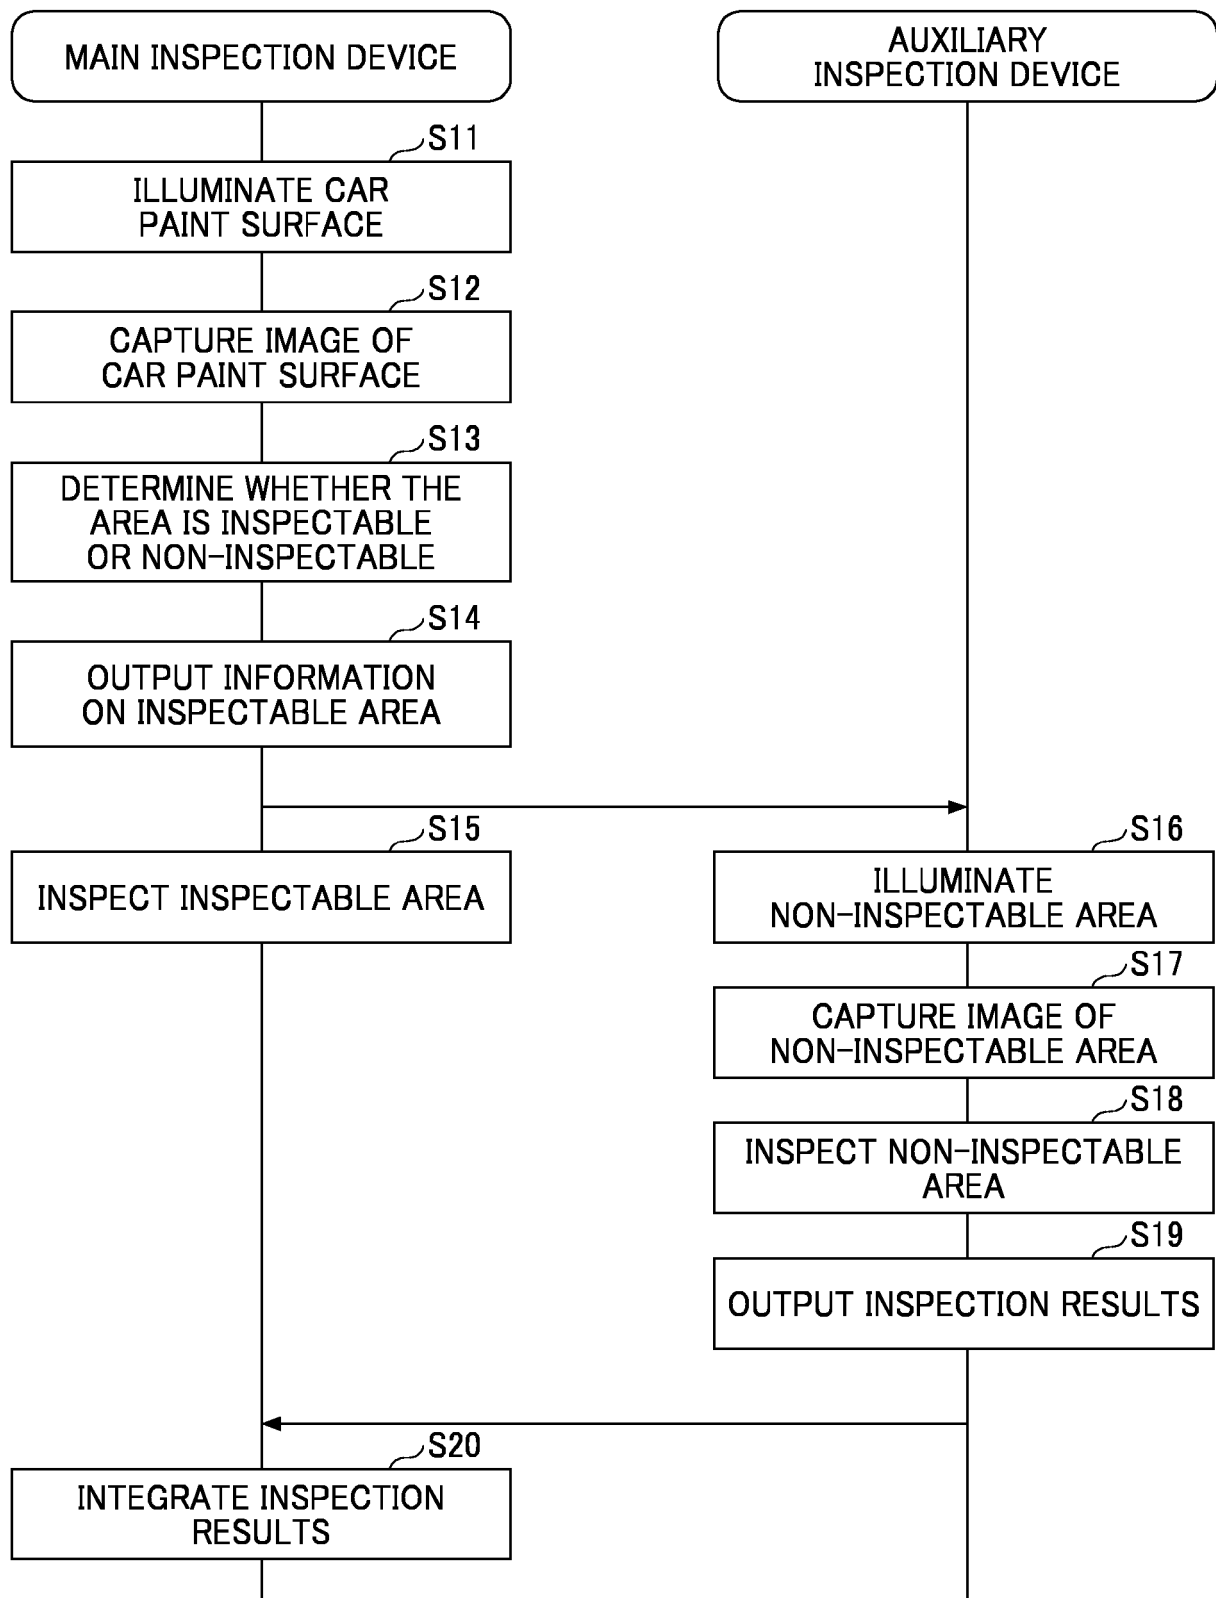 MAIN INSPECTION DEVICE
AUXILIARY
INSPECTION DEVICE
S11
ILLUMINATE CAR
PAINT SURFACE
S12
CAPTURE IMAGE OF
CAR PAINT SURFACE
S13
DETERMINE WHETHER THE
AREA IS INSPECTABLE
OR NON-INSPECTABLE
S14
OUTPUT INFORMATION
ON INSPECTABLE AREA
S15
INSPECT INSPECTABLE AREA
S16
ILLUMINATE
NON-INSPECTABLE AREA
S17
CAPTURE IMAGE OF
NON-INSPECTABLE AREA
S18
INSPECT NON-INSPECTABLE
AREA
S19
OUTPUT INSPECTION RESULTS
S20
INTEGRATE INSPECTION
RESULTS